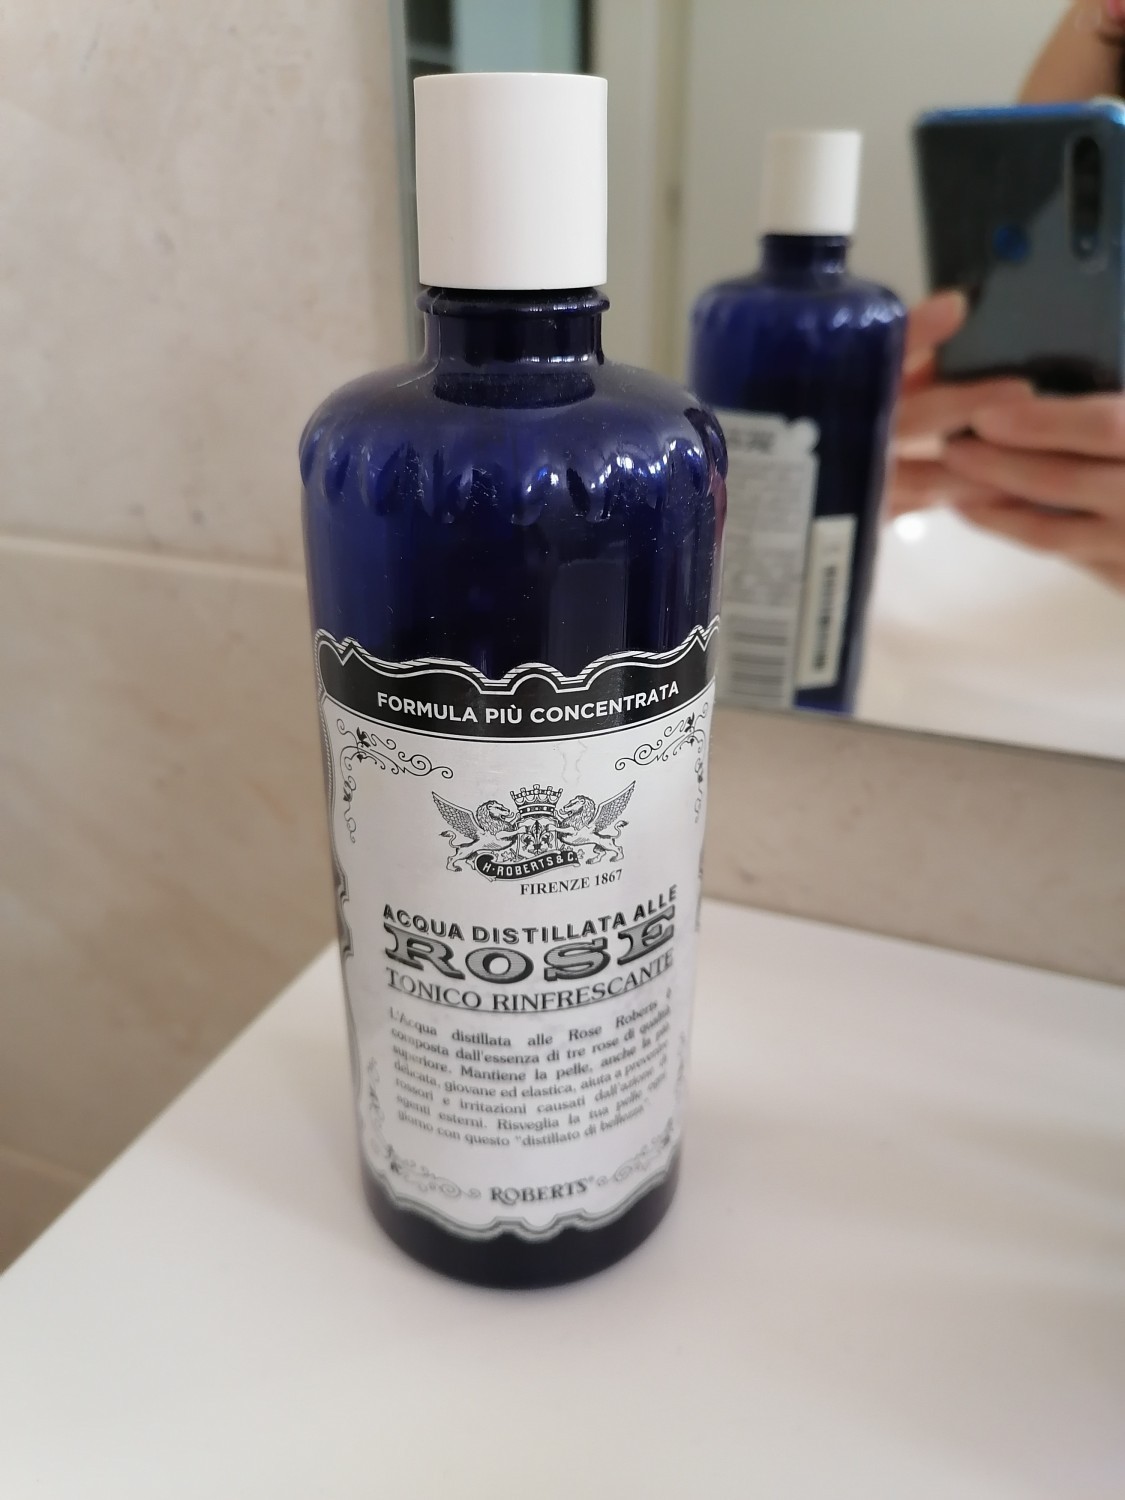 FORMULA PIÙ CONCENTRATA
H·ROBERTS & C.
FIRENZE 1867
ACQUA DISTILLATA ALLE
ROSE
TONICO RINFRESCANTE
L'Acqua distillata alle Rose Roberts è
composta dall'essenza di tre rose di qualità
superiore. Mantiene la pelle, anche la più
delicata, giovane ed elastica, aiuta a prevenire
rossori e irritazioni causati dall'azione di
agenti esterni. Risveglia la tua pelle ogni
giorno con questo "distillato di bellezza".
ROBERTS®